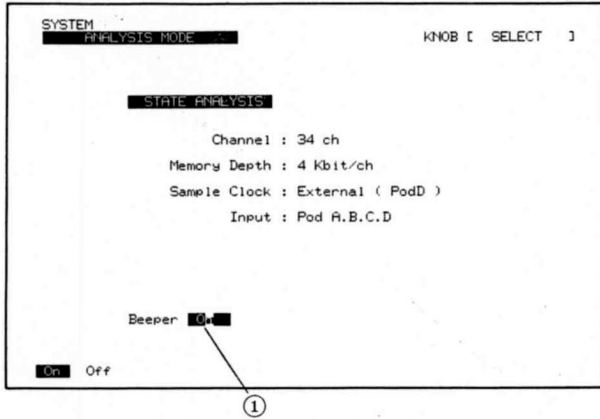 SYSTEM
ANALYSIS MODE
KNOB [ SELECT ]
STATE ANALYSIS
Channel : 34 ch
Memory Depth : 4 Kbit/ch
Sample Clock : External ( PodD )
Input : Pod A.B.C.D
Beeper On
On Off
①